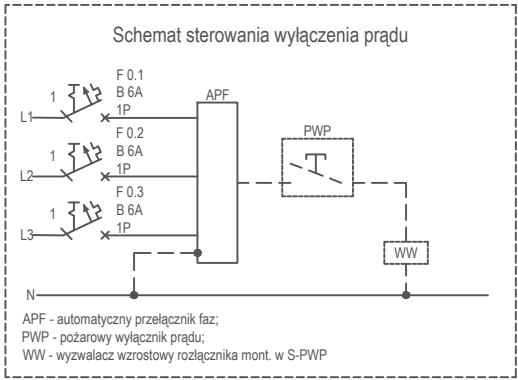 Schemat sterowania wyłączenia prądu
F 0.1
1 B 6A APF
L1 1P
F 0.2 PWP
1 B 6A
L2 1P
F 0.3
1 B 6A
L3 1P
WW
N
APF - automatyczny przełącznik faz;
PWP - pożarowy wyłącznik prądu;
WW - wyzwalacz wzrostowy rozłącznika mont. w S-PWP